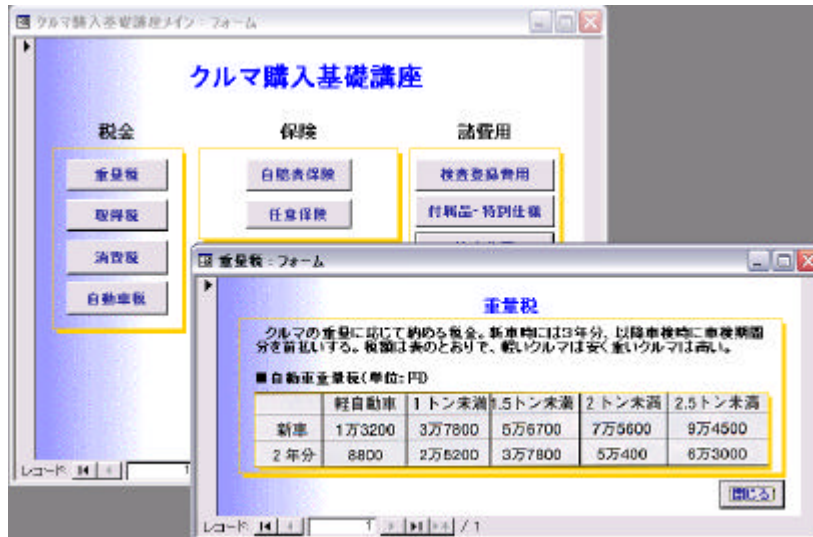 クルマ購入基礎講座メイン : フォーム
クルマ購入基礎講座
税金
保険
諸費用
重量税
自賠責保険
検査登録費用
取得税
任意保険
付属品・特別仕様
消費税
自動車税
レコード: 1
重量税 : フォーム
重量税
クルマの重量に応じて納める税金。新車時には3年分、以降車検時に車検期間
分を前払いする。税額は表のとおりで、軽いクルマは安く重いクルマは高い。
■自動車重量税(単位:円)
軽自動車 1トン未満 1.5トン未満 2トン未満 2.5トン未満
新車 1万3200 3万7800 5万6700 7万5600 9万4500
2年分 8800 2万5200 3万7800 5万400 6万3000
閉じる
レコード: 1 / 1